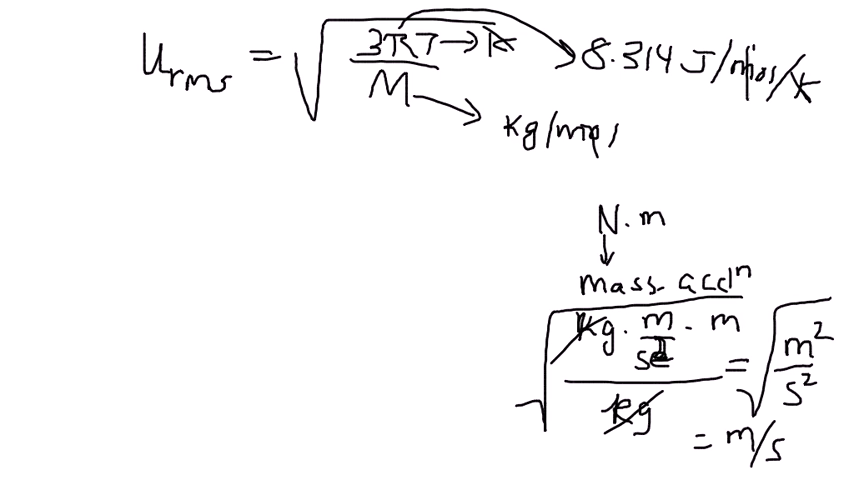 Urms = √(3RT/M) → K → 8.314 J/mol/K
→ kg/mol
N.m
↓
mass. accln
√(kg · m/s² · m / kg) = √(m²/s²)
= m/s